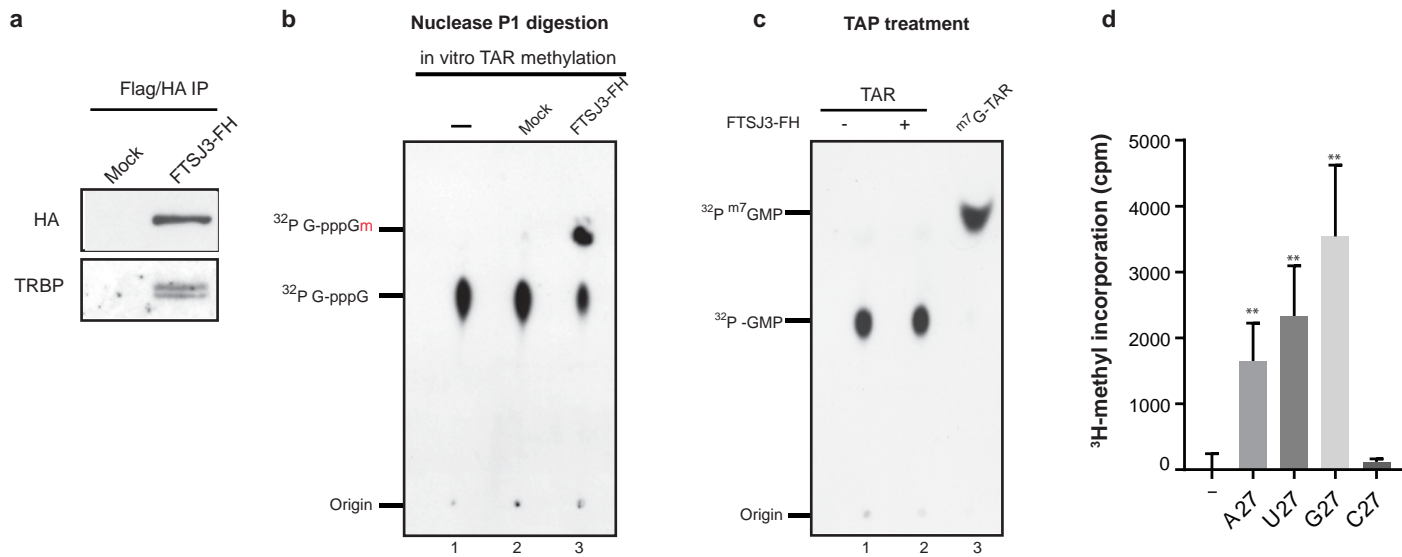 a
Flag/HA IP
Mock
FTSJ3-FH
HA
TRBP
b
Nuclease P1 digestion
in vitro TAR methylation
–
Mock
FTSJ3-FH
32P G-pppGm
32P G-pppG
Origin
1 2 3
c
TAP treatment
TAR
m7G-TAR
FTSJ3-FH - +
32P m7GMP
32P -GMP
Origin
1 2 3
d
3H-methyl incorporation (cpm)
5000
4000
3000
2000
1000
0
** ** **
– A27 U27 G27 C27